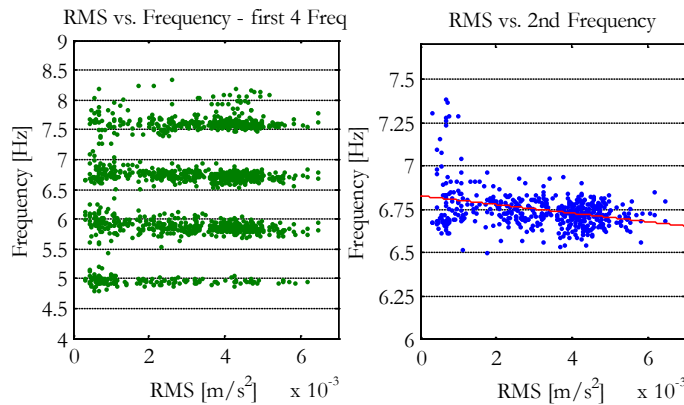 RMS vs. Frequency - first 4 Freq
9
8.5
8
7.5
7
6.5
6
5.5
5
4.5
4
Frequency [Hz]
0 2 4 6
RMS [m/s²] x 10⁻³
RMS vs. 2nd Frequency
7.5
7.25
7
6.75
6.5
6.25
6
Frequency [Hz]
0 2 4 6
RMS [m/s²] x 10⁻³